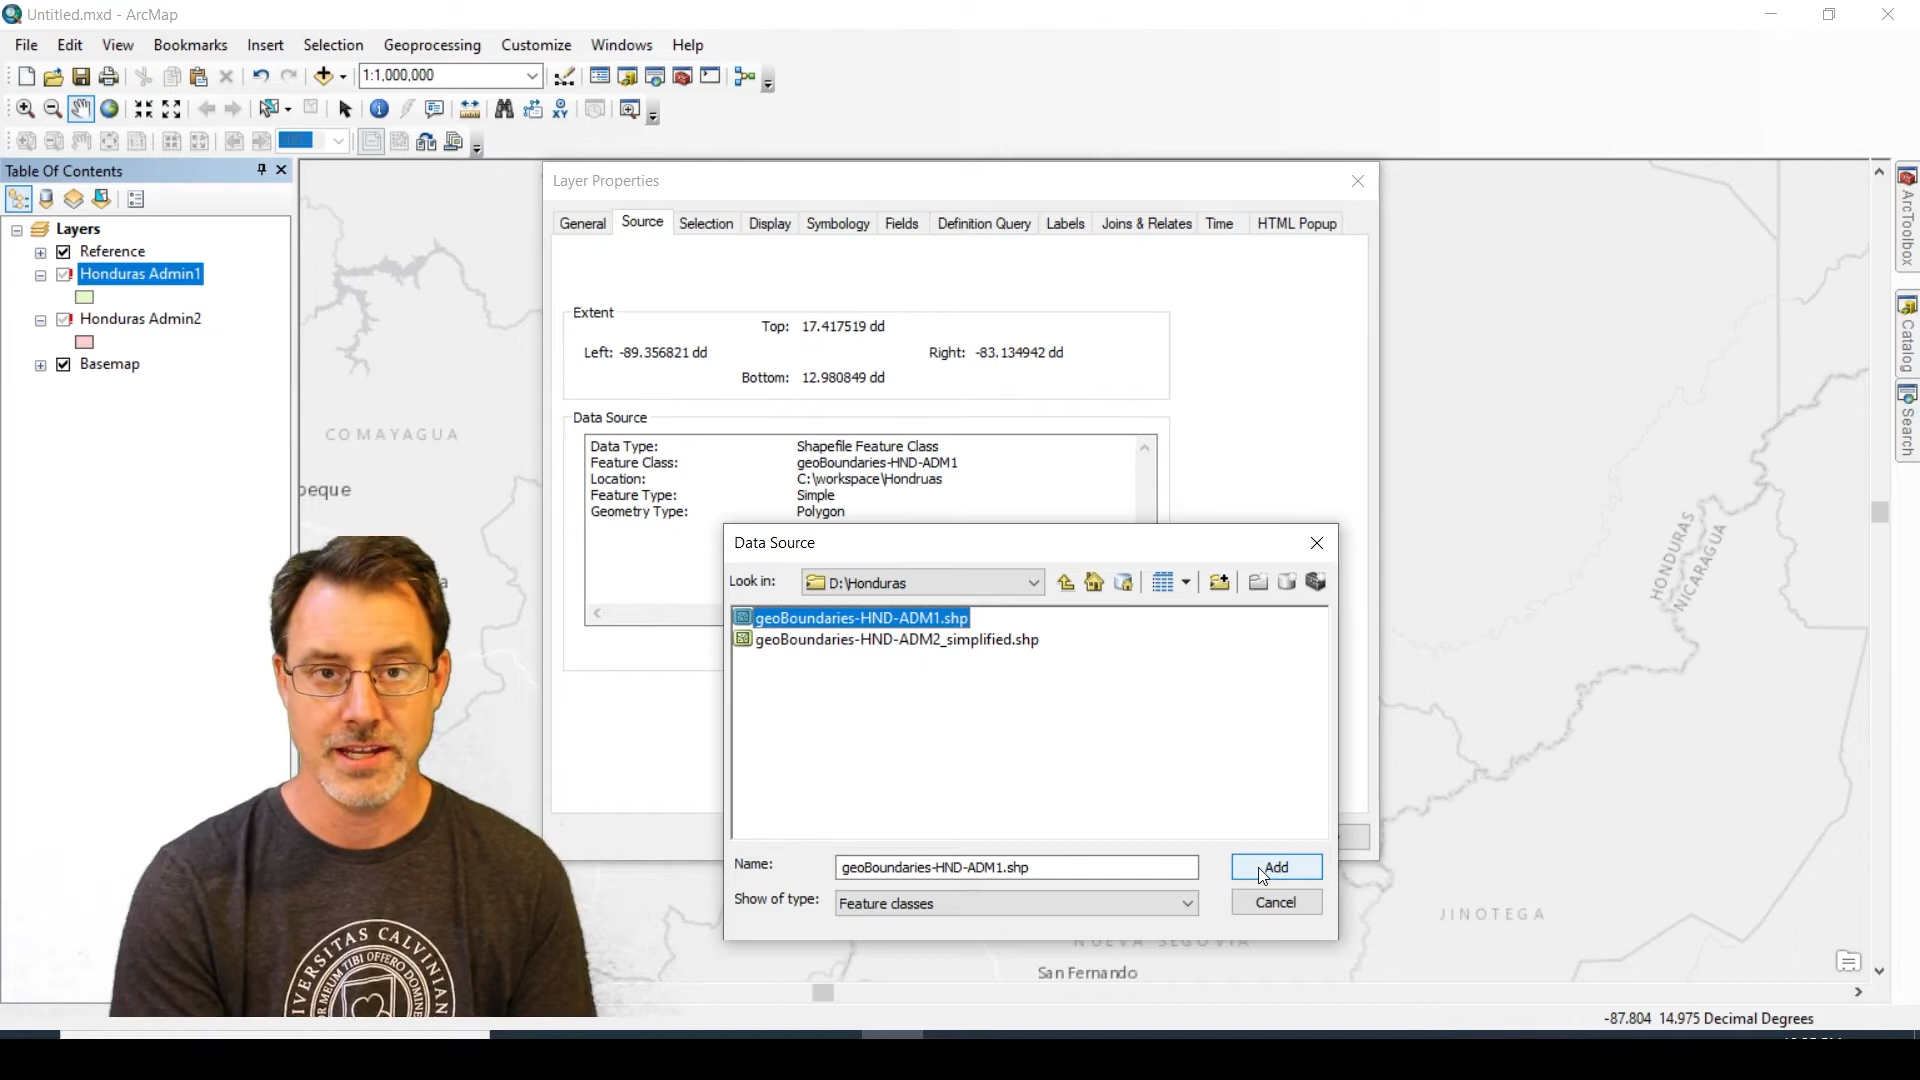 Untitled.mxd - ArcMap
File Edit View Bookmarks Insert Selection Geoprocessing Customize Windows Help
1:1,000,000
Table Of Contents
Layers
Reference
Honduras Admin1
Honduras Admin2
Basemap
Layer Properties
General Source Selection Display Symbology Fields Definition Query Labels Joins & Relates Time HTML Popup
Extent
Top: 17.417519 dd
Left: -89.356821 dd Right: -83.134942 dd
Bottom: 12.980849 dd
Data Source
Data Type: Shapefile Feature Class
Feature Class: geoBoundaries-HND-ADM1
Location: C:\workspace\Hondruas
Feature Type: Simple
Geometry Type: Polygon
Data Source
Look in: D:\Honduras
geoBoundaries-HND-ADM1.shp
geoBoundaries-HND-ADM2_simplified.shp
Name: geoBoundaries-HND-ADM1.shp Add
Show of type: Feature classes Cancel
COMAYAGUA
HONDURAS
NICARAGUA
JINOTEGA
NUEVA SEGOVIA
San Fernando
ArcToolbox
Catalog
Search
-87.804 14.975 Decimal Degrees